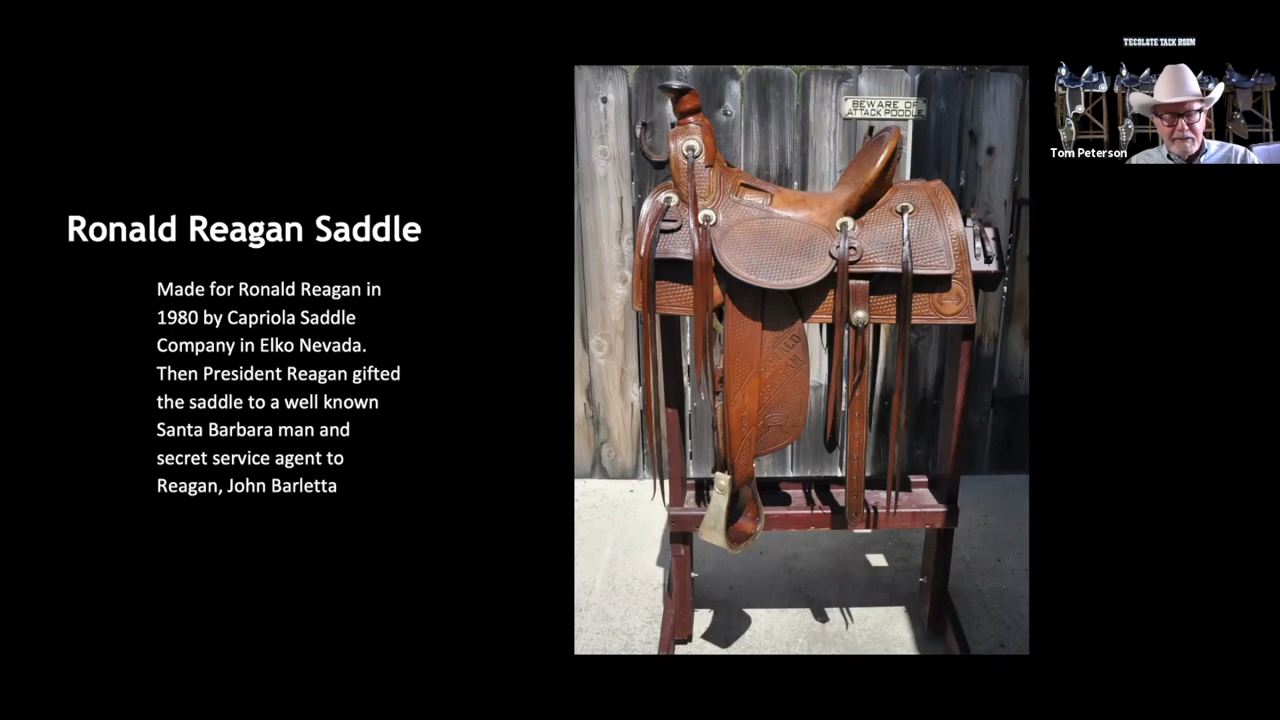 TECOLOTE TACK ROOM
Tom Peterson
BEWARE OF
ATTACK POODLE
Ronald Reagan Saddle
Made for Ronald Reagan in
1980 by Capriola Saddle
Company in Elko Nevada.
Then President Reagan gifted
the saddle to a well known
Santa Barbara man and
secret service agent to
Reagan, John Barletta